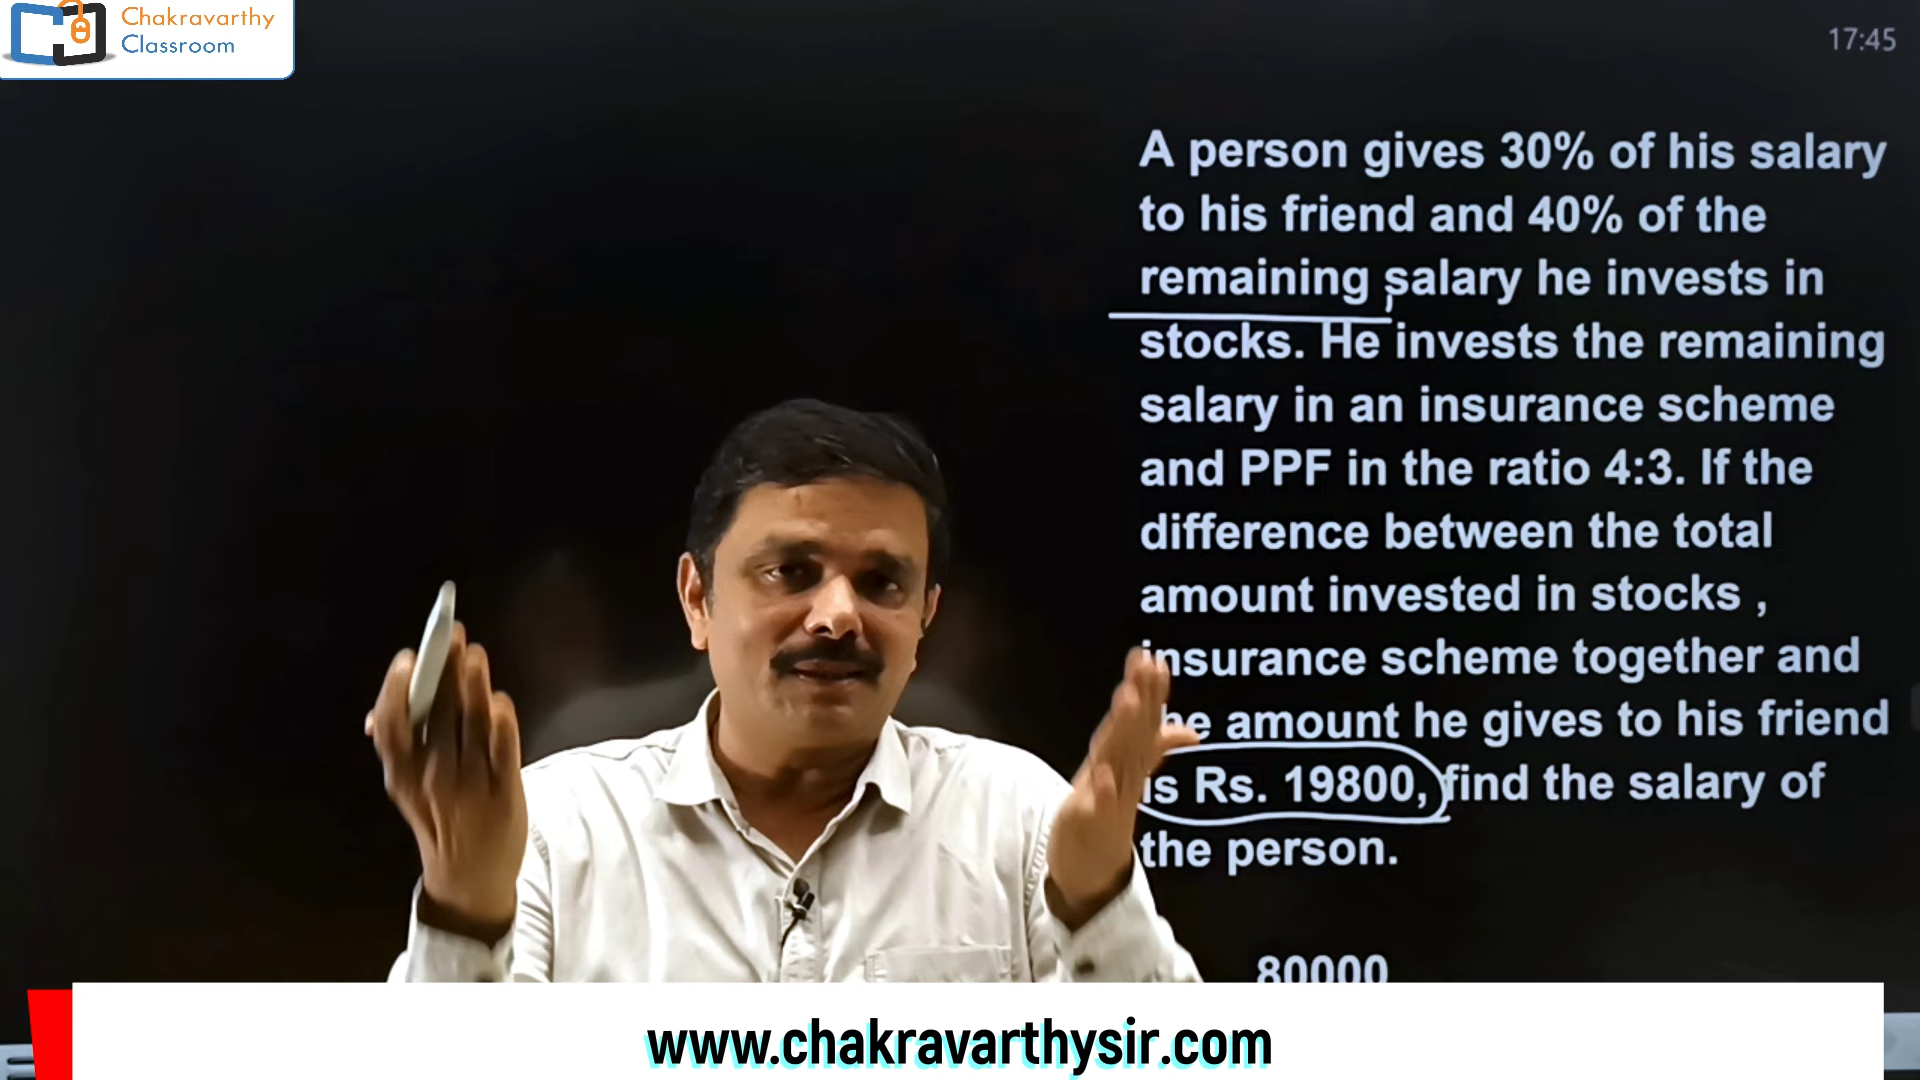 Chakravarthy
Classroom
17:45
A person gives 30% of his salary
to his friend and 40% of the
remaining salary he invests in
stocks. He invests the remaining
salary in an insurance scheme
and PPF in the ratio 4:3. If the
difference between the total
amount invested in stocks ,
insurance scheme together and
the amount he gives to his friend
is Rs. 19800, find the salary of
the person.
80000
www.chakravarthysir.com